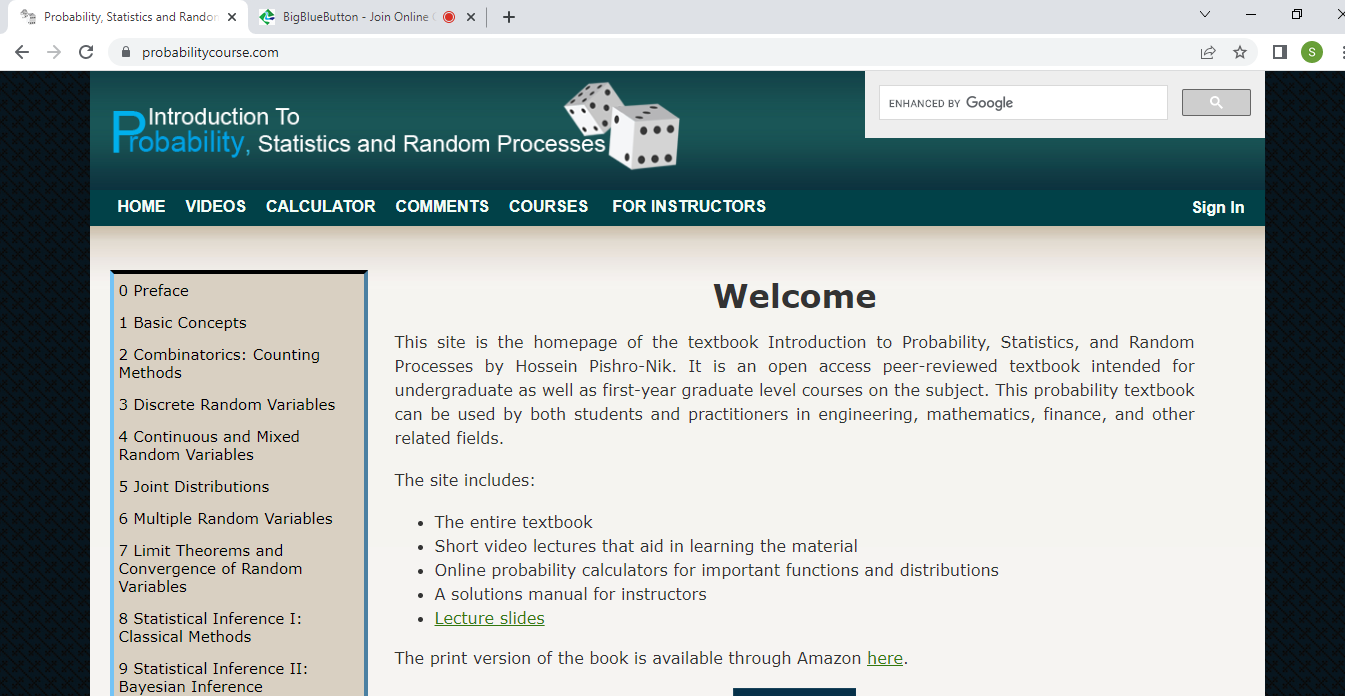 Probability, Statistics and Random
BigBlueButton - Join Online
probabilitycourse.com
S
Introduction To
Probability, Statistics and Random Processes
ENHANCED BY Google
HOME VIDEOS CALCULATOR COMMENTS COURSES FOR INSTRUCTORS Sign In
0 Preface
1 Basic Concepts
2 Combinatorics: Counting
Methods
3 Discrete Random Variables
4 Continuous and Mixed
Random Variables
5 Joint Distributions
6 Multiple Random Variables
7 Limit Theorems and
Convergence of Random
Variables
8 Statistical Inference I:
Classical Methods
9 Statistical Inference II:
Bayesian Inference
Welcome
This site is the homepage of the textbook Introduction to Probability, Statistics, and Random
Processes by Hossein Pishro-Nik. It is an open access peer-reviewed textbook intended for
undergraduate as well as first-year graduate level courses on the subject. This probability textbook
can be used by both students and practitioners in engineering, mathematics, finance, and other
related fields.
The site includes:
• The entire textbook
• Short video lectures that aid in learning the material
• Online probability calculators for important functions and distributions
• A solutions manual for instructors
• Lecture slides
The print version of the book is available through Amazon here.